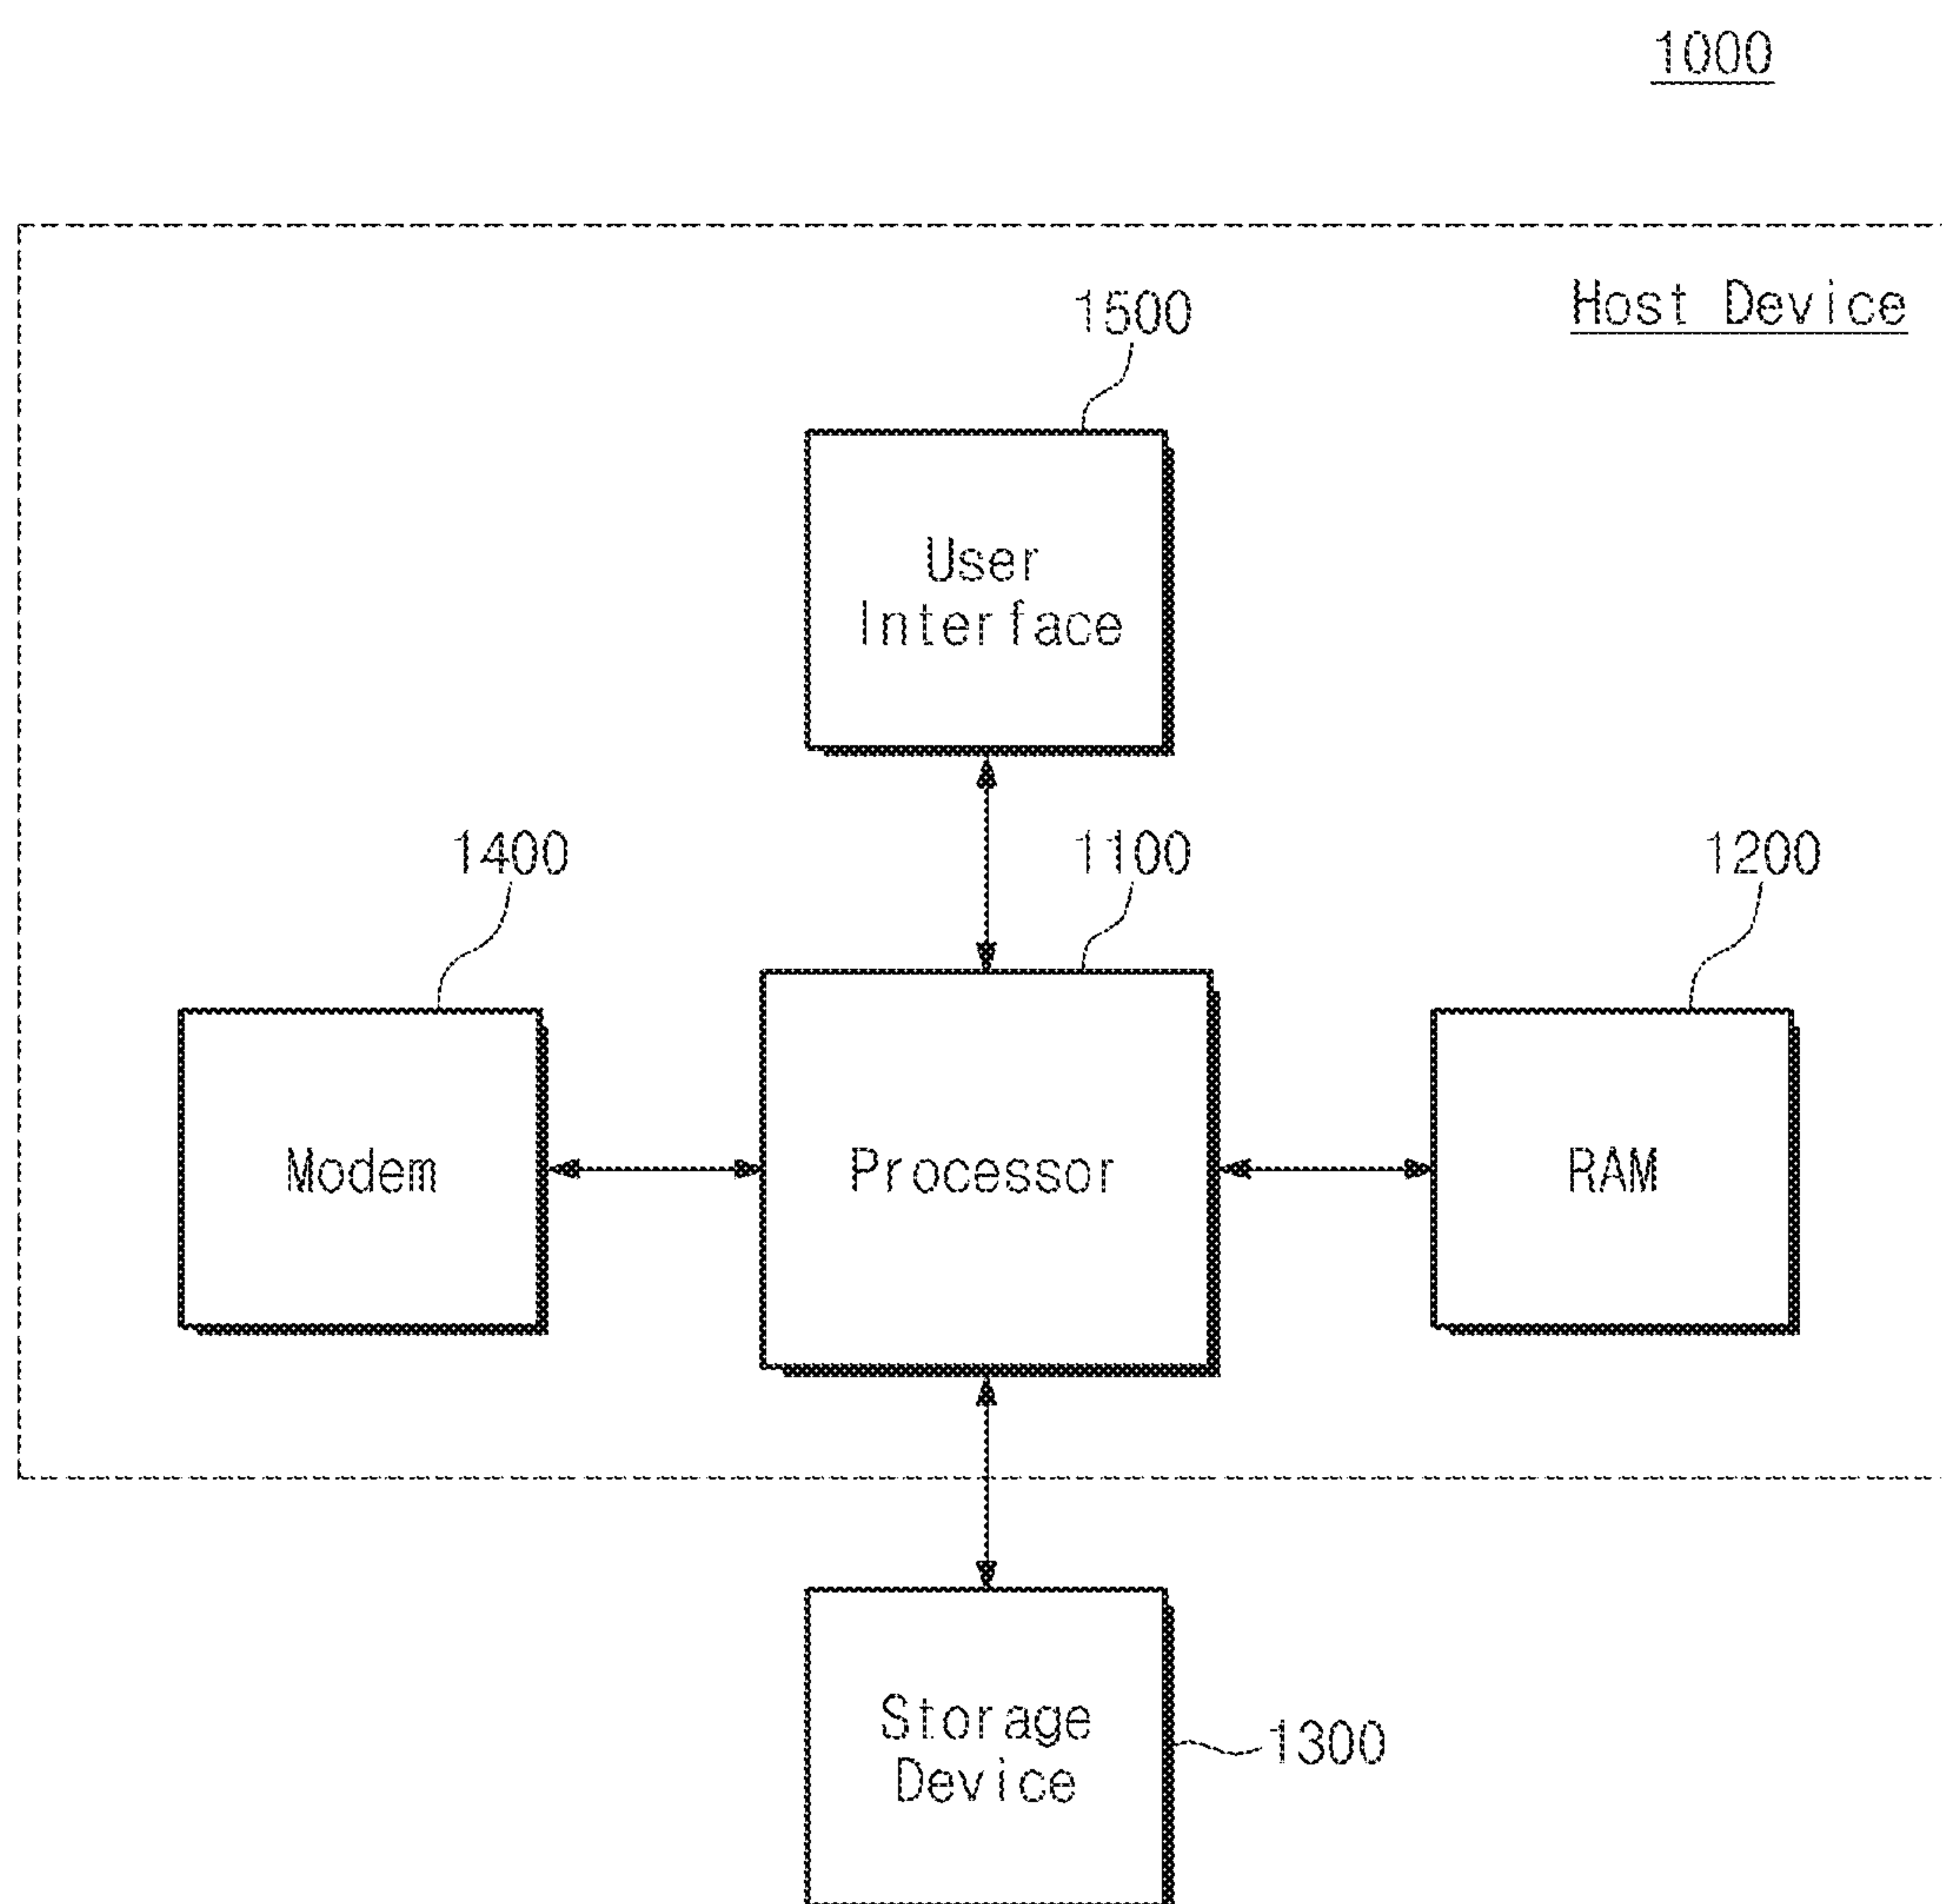 1000
Host Device
1500
User
Interface
1400
1100
1200
Modem
Processor
RAM
Storage
Device
1300